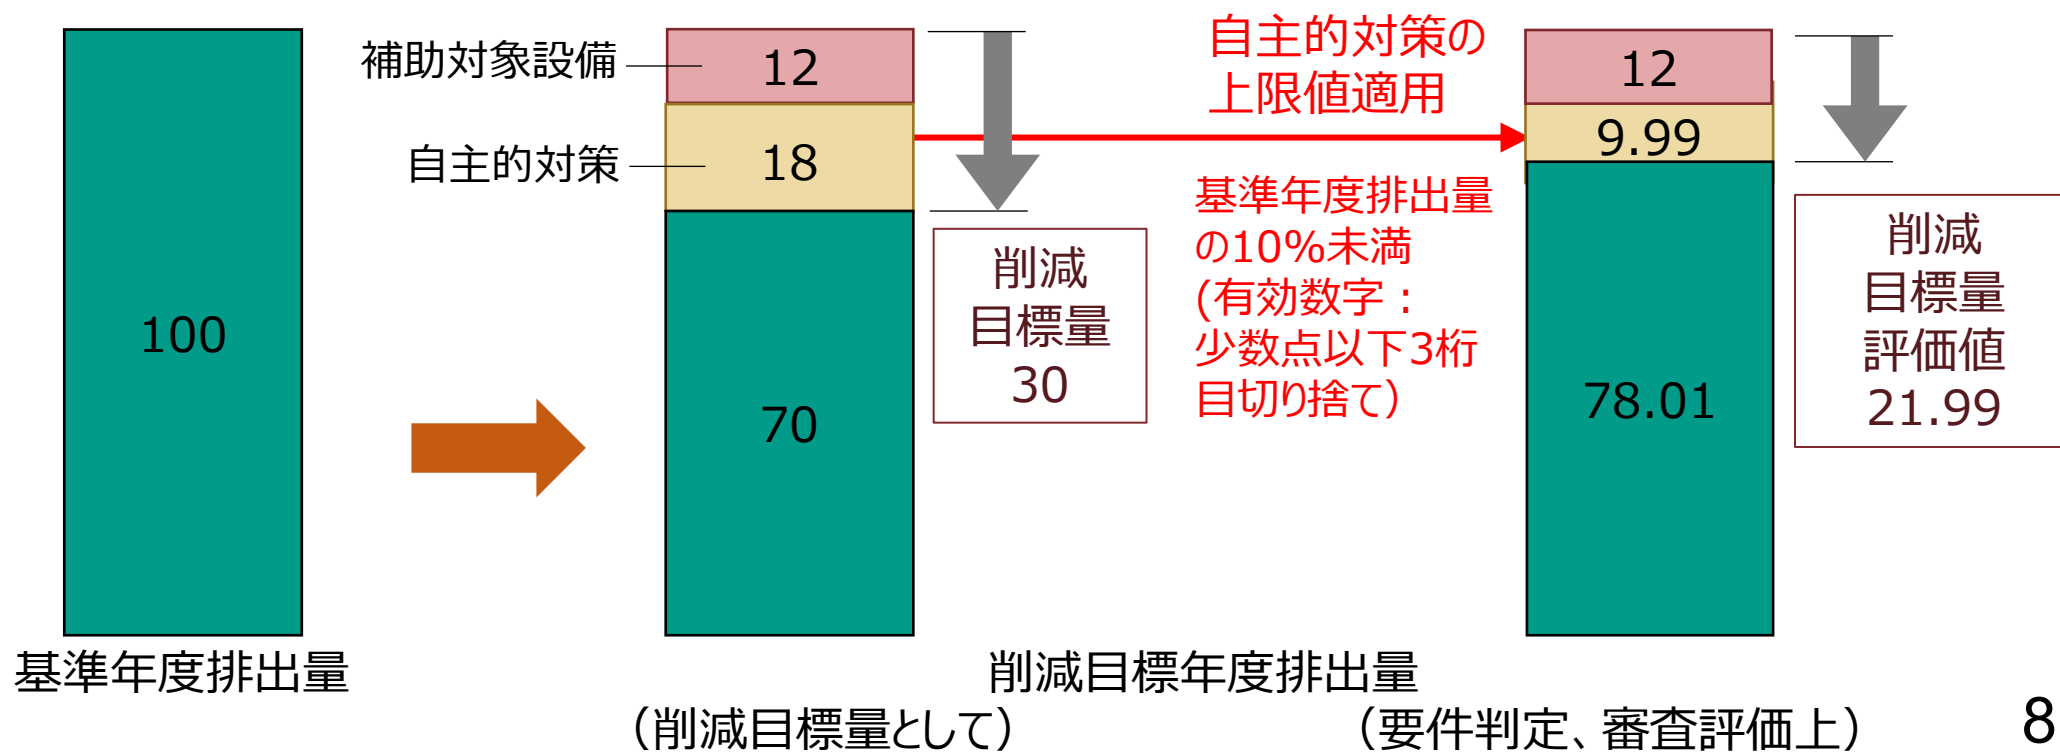 100
基準年度排出量
補助対象設備
自主的対策
12
18
70
削減
目標量
30
自主的対策の
上限値適用
基準年度排出量
の10%未満
(有効数字：
少数点以下3桁
目切り捨て)
12
9.99
78.01
削減
目標量
評価値
21.99
削減目標年度排出量
（削減目標量として）
（要件判定、審査評価上）
8